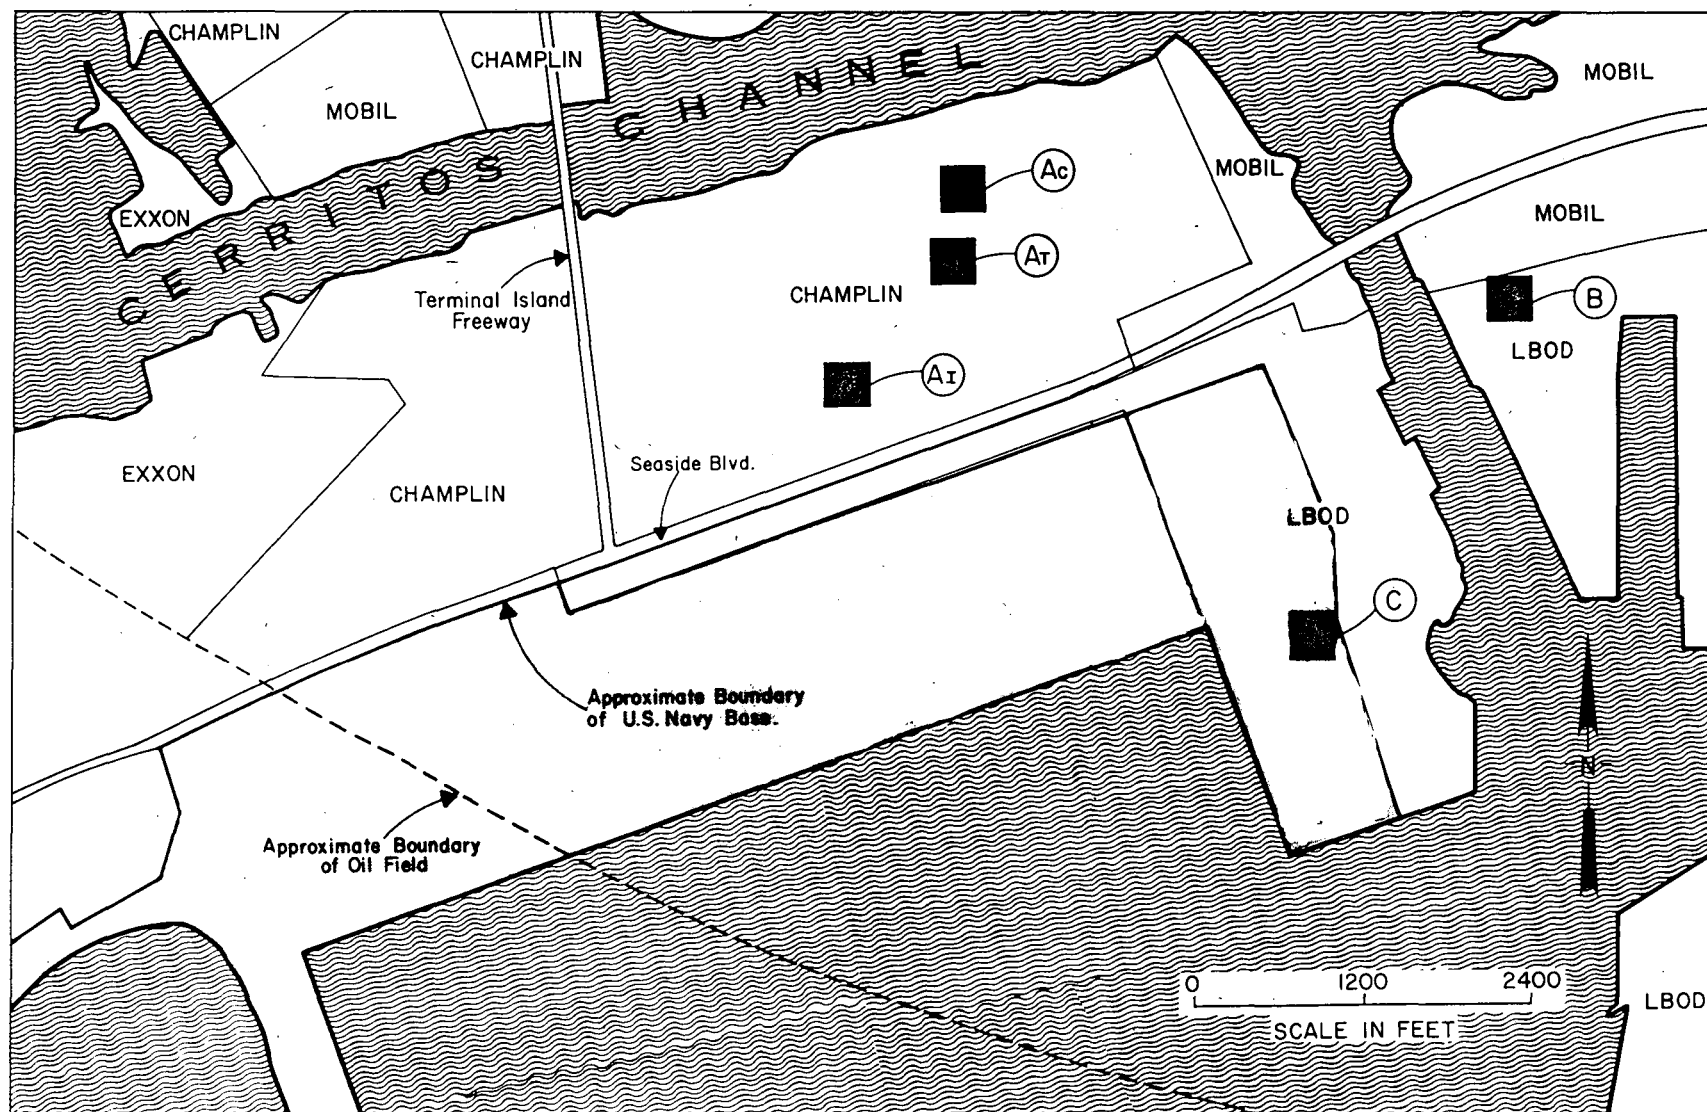 CHAMPLIN
CHAMPLIN
MOBIL
MOBIL
CERRITOS CHANNEL
EXXON
MOBIL
MOBIL
AC
AT
AI
B
Terminal Island
Freeway
CHAMPLIN
LBOD
EXXON
CHAMPLIN
Seaside Blvd.
LBOD
C
Approximate Boundary
of U.S. Navy Base.
Approximate Boundary
of Oil Field
N
0 1200 2400
SCALE IN FEET
LBOD